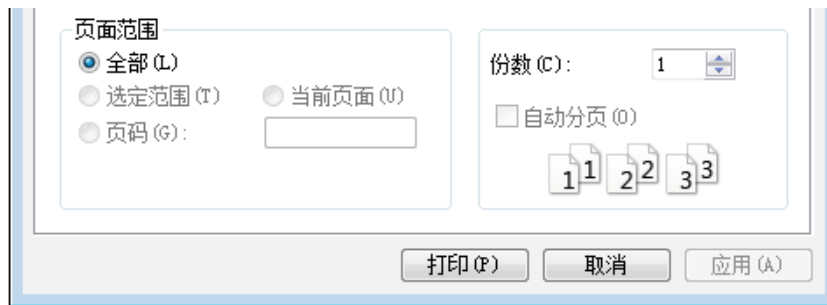 页面范围
全部(L)
选定范围(T) 当前页面(U)
页码(G):
份数(C): 1
自动分页(O)
1 1 2 2 3 3
打印(P) 取消 应用(A)